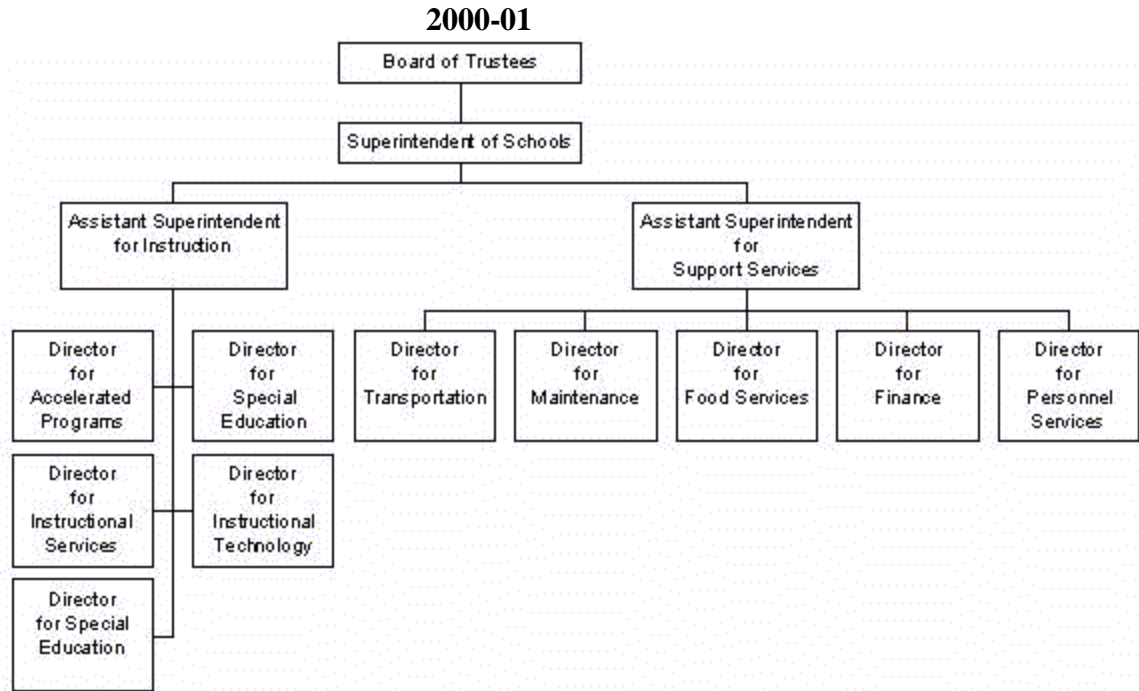 2000-01
Board of Trustees
Superintendent of Schools
Assistant Superintendent
for Instruction
Assistant Superintendent
for
Support Services
Director
for
Accelerated
Programs
Director
for
Special
Education
Director
for
Transportation
Director
for
Maintenance
Director
for
Food Services
Director
for
Finance
Director
for
Personnel
Services
Director
for
Instructional
Services
Director
for
Instructional
Technology
Director
for Special
Education